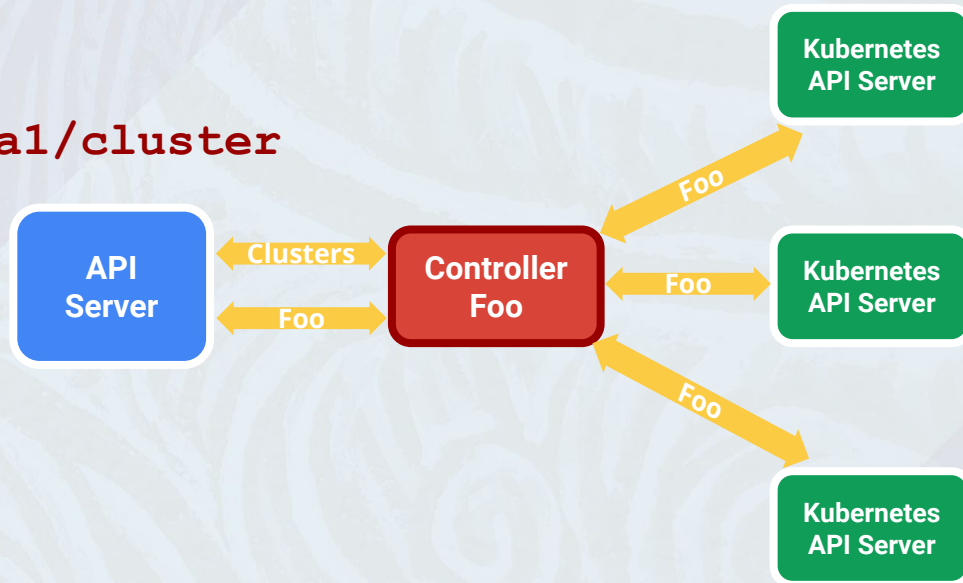 a1/cluster
API
Server
Clusters
Foo
Controller
Foo
Foo
Foo
Foo
Kubernetes
API Server
Kubernetes
API Server
Kubernetes
API Server